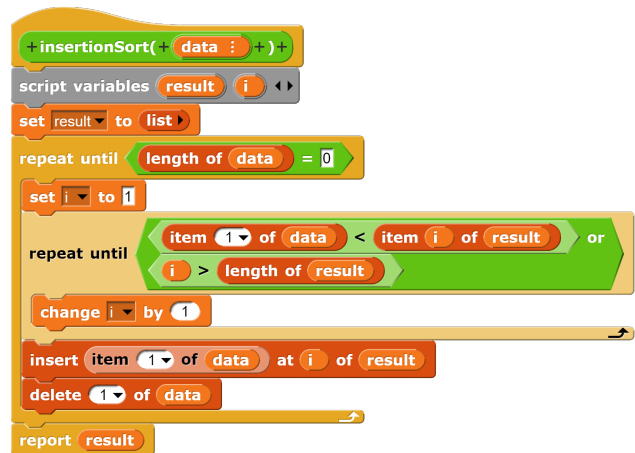 +insertionSort(+ data ⋮ +)+
script variables result i
set result to list
repeat until length of data = 0
set i to 1
item 1 of data < item i of result or
repeat until
i > length of result
change i by 1
insert item 1 of data at i of result
delete 1 of data
report result